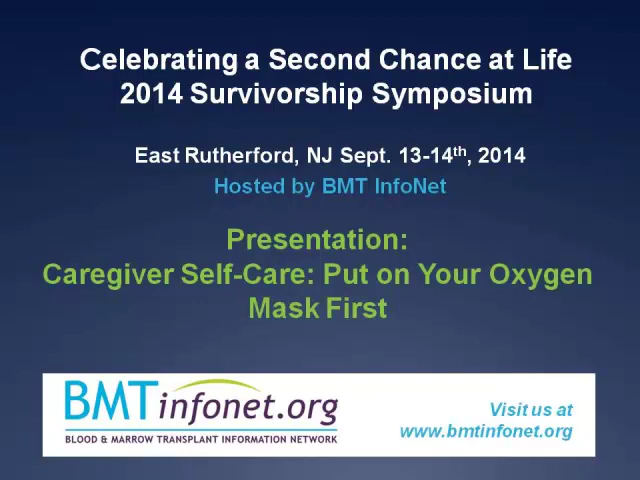 Celebrating a Second Chance at Life
2014 Survivorship Symposium
East Rutherford, NJ Sept. 13-14th, 2014
Hosted by BMT InfoNet
Presentation:
Caregiver Self-Care: Put on Your Oxygen
Mask First
BMTinfonet.org
BLOOD & MARROW TRANSPLANT INFORMATION NETWORK
Visit us at
www.bmtinfonet.org